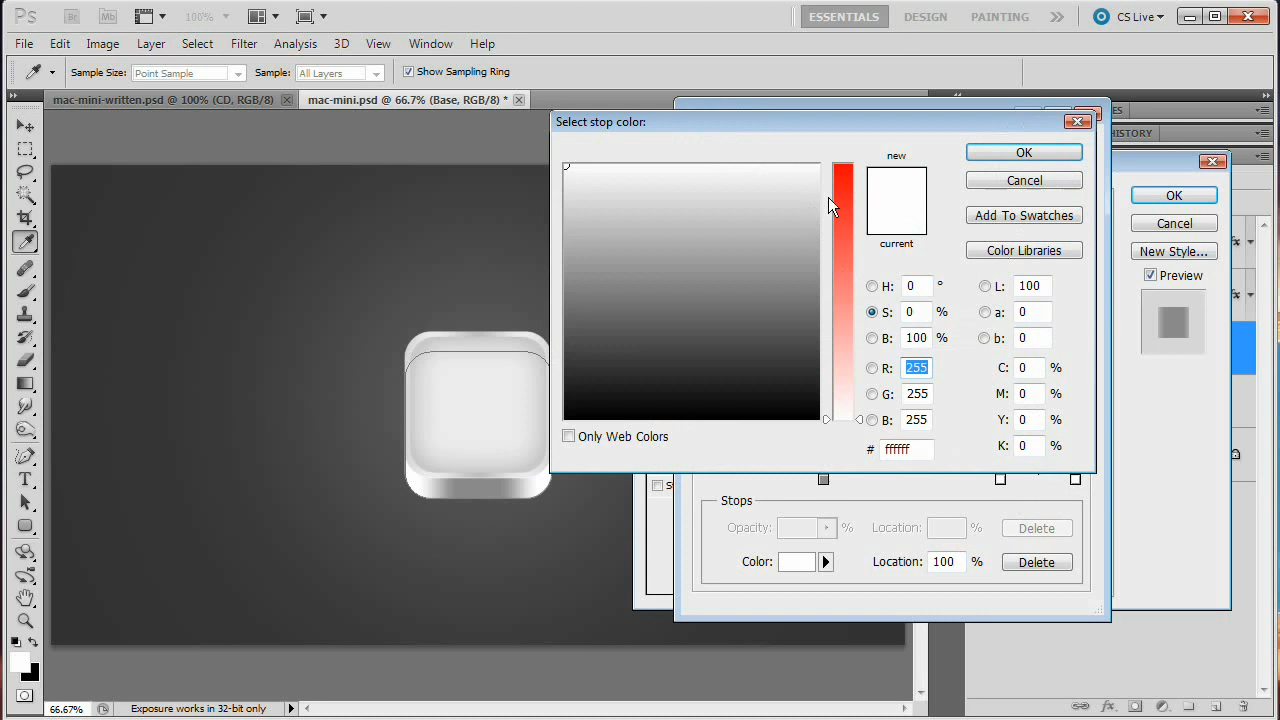 Ps Br Mb 100% ESSENTIALS DESIGN PAINTING CS Live
File Edit Image Layer Select Filter Analysis 3D View Window Help
Sample Size: Point Sample Sample: All Layers Show Sampling Ring
mac-mini-written.psd @ 100% (CD, RGB/8) mac-mini.psd @ 66.7% (Base, RGB/8) *
Select stop color:
HISTORY
new
OK
Cancel
Add To Swatches
current
Color Libraries
H: 0 ° L: 100
S: 0 % a: 0
B: 100 % b: 0
R: 255 C: 0 %
G: 255 M: 0 %
B: 255 Y: 0 %
Only Web Colors
# ffffff K: 0 %
OK
Cancel
New Style...
Preview
Stops
Opacity: % Location: % Delete
Color: Location: 100 % Delete
66.67% Exposure works in 32-bit only